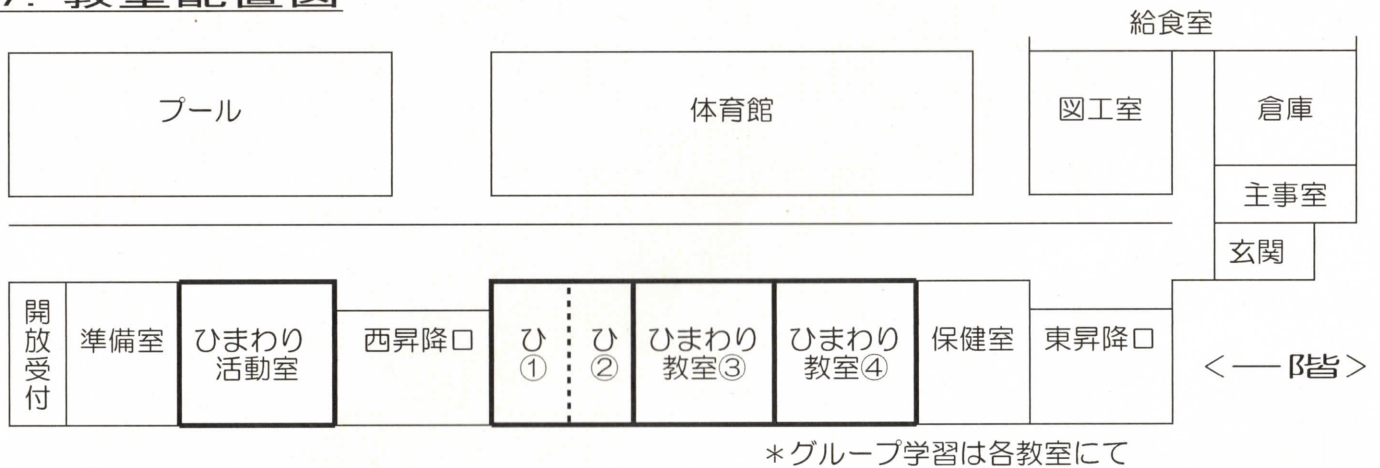 7. 教室配置図
給食室
プール
体育館
図工室
倉庫
主事室
玄関
開放受付
準備室
ひまわり
活動室
西昇降口
ひ
①
ひ
②
ひまわり
教室③
ひまわり
教室④
保健室
東昇降口
<一階>
*グループ学習は各教室にて